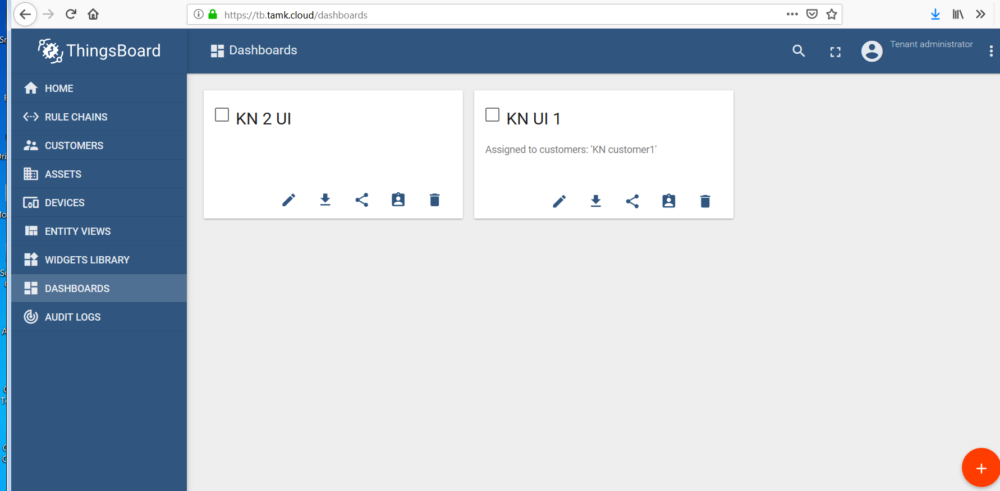 https://tb.tamk.cloud/dashboards
ThingsBoard
Dashboards
Tenant administrator
HOME
RULE CHAINS
CUSTOMERS
ASSETS
DEVICES
ENTITY VIEWS
WIDGETS LIBRARY
DASHBOARDS
AUDIT LOGS
KN 2 UI
KN UI 1
Assigned to customers: 'KN customer1'